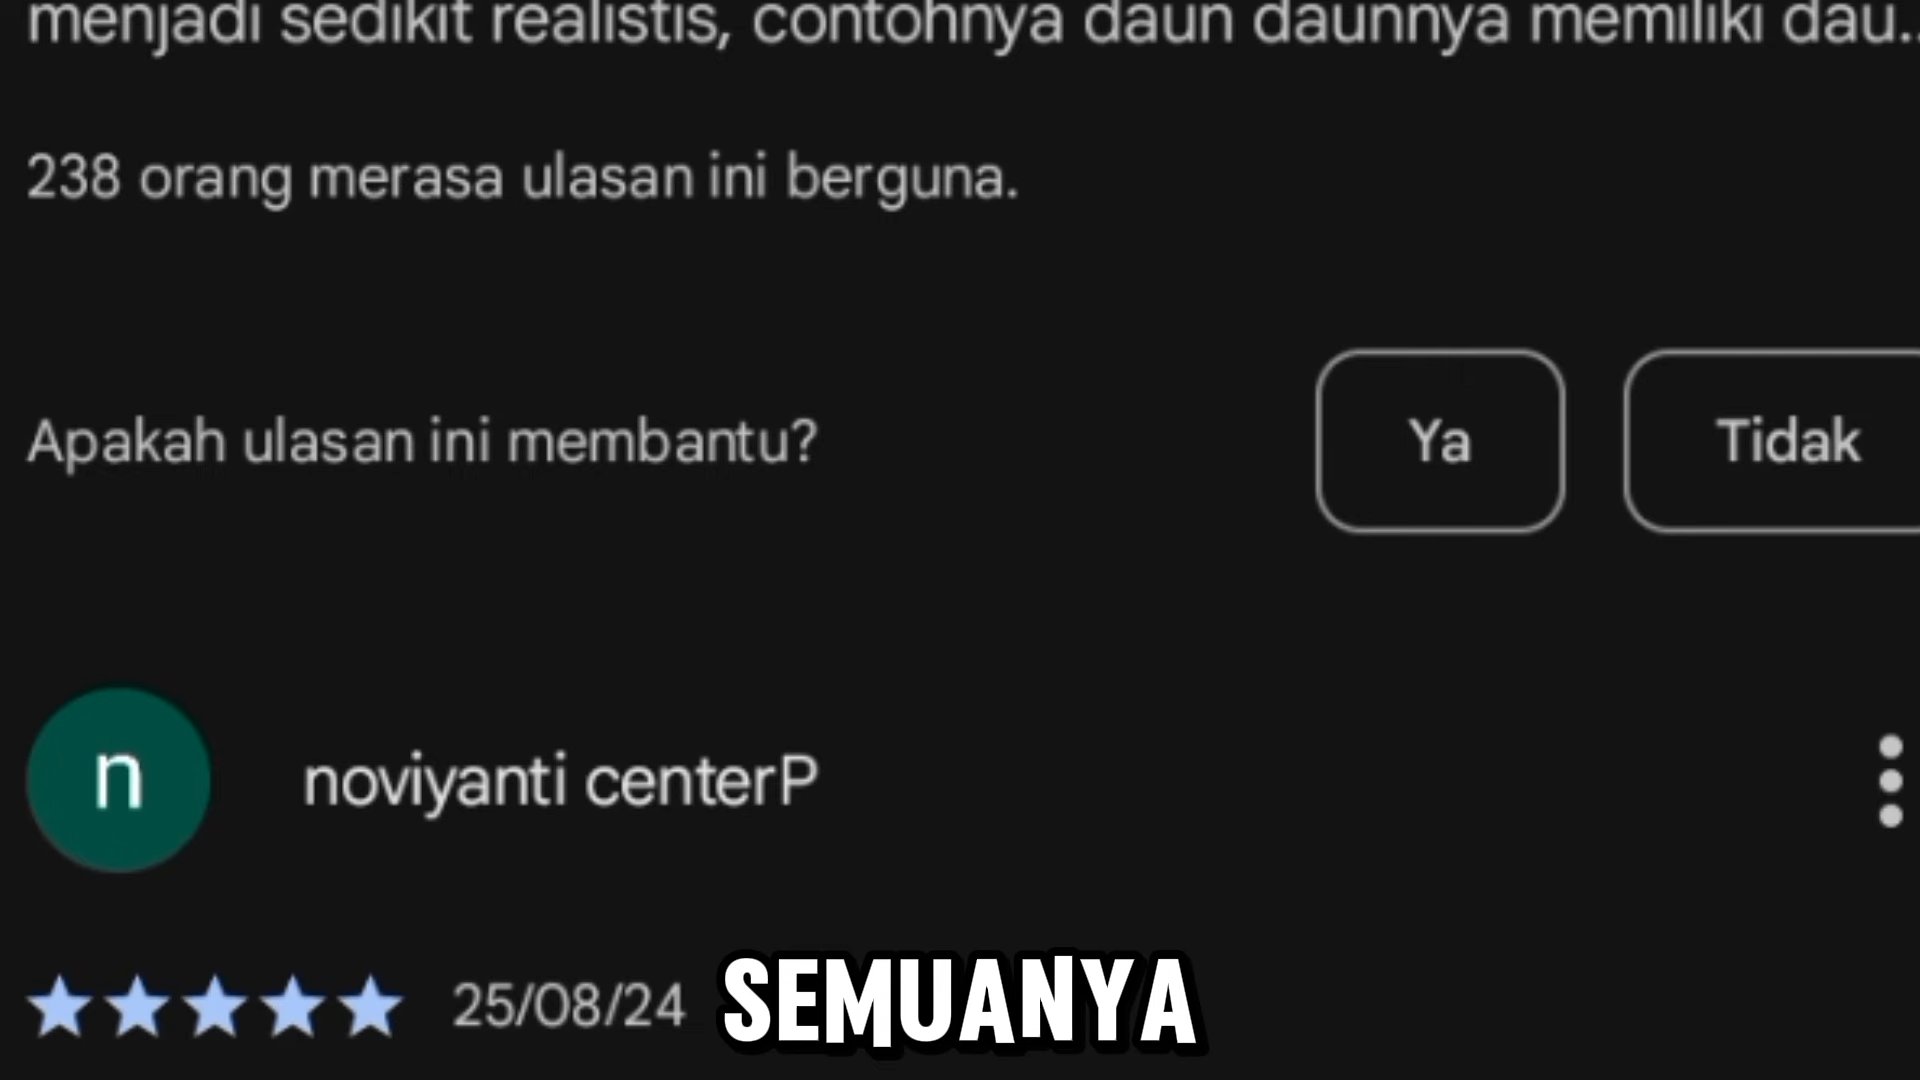 menjadi sedikit realistis, contohnya daun daunnya memiliki dau...
238 orang merasa ulasan ini berguna.
Apakah ulasan ini membantu?
Ya
Tidak
n
noviyanti centerP
25/08/24
SEMUANYA